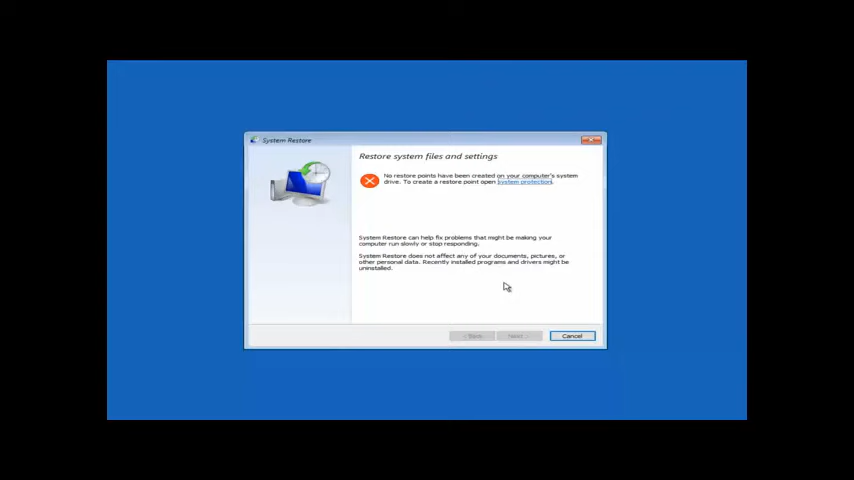 System Restore
Restore system files and settings
No restore points have been created on your computer's system
drive. To create a restore point open System protection.
System Restore can help fix problems that might be making your
computer run slowly or stop responding.
System Restore does not affect any of your documents, pictures, or
other personal data. Recently installed programs and drivers might be
uninstalled.
< Back
Next >
Cancel